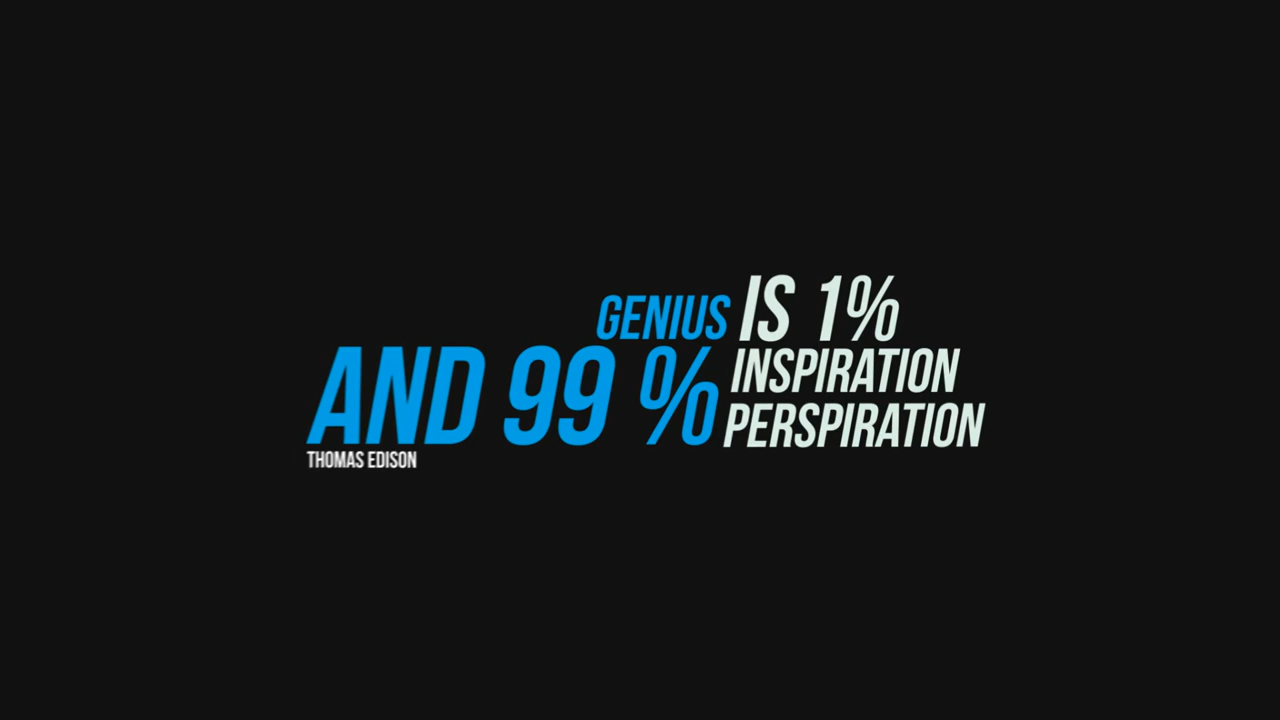 GENIUS IS 1%
INSPIRATION
AND 99 % PERSPIRATION
THOMAS EDISON